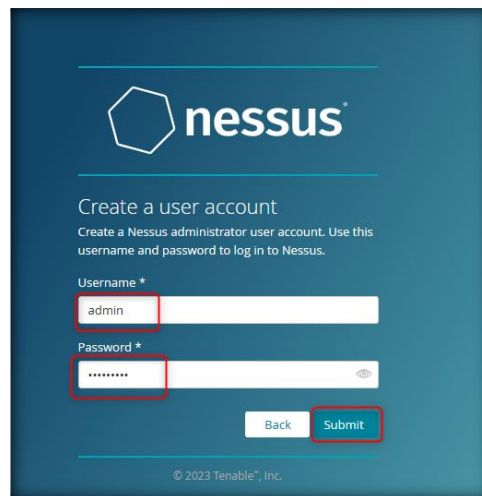 nessus
Create a user account
Create a Nessus administrator user account. Use this
username and password to log in to Nessus.
Username *
admin
Password *
•••••••••
Back Submit
© 2023 Tenable™, Inc.